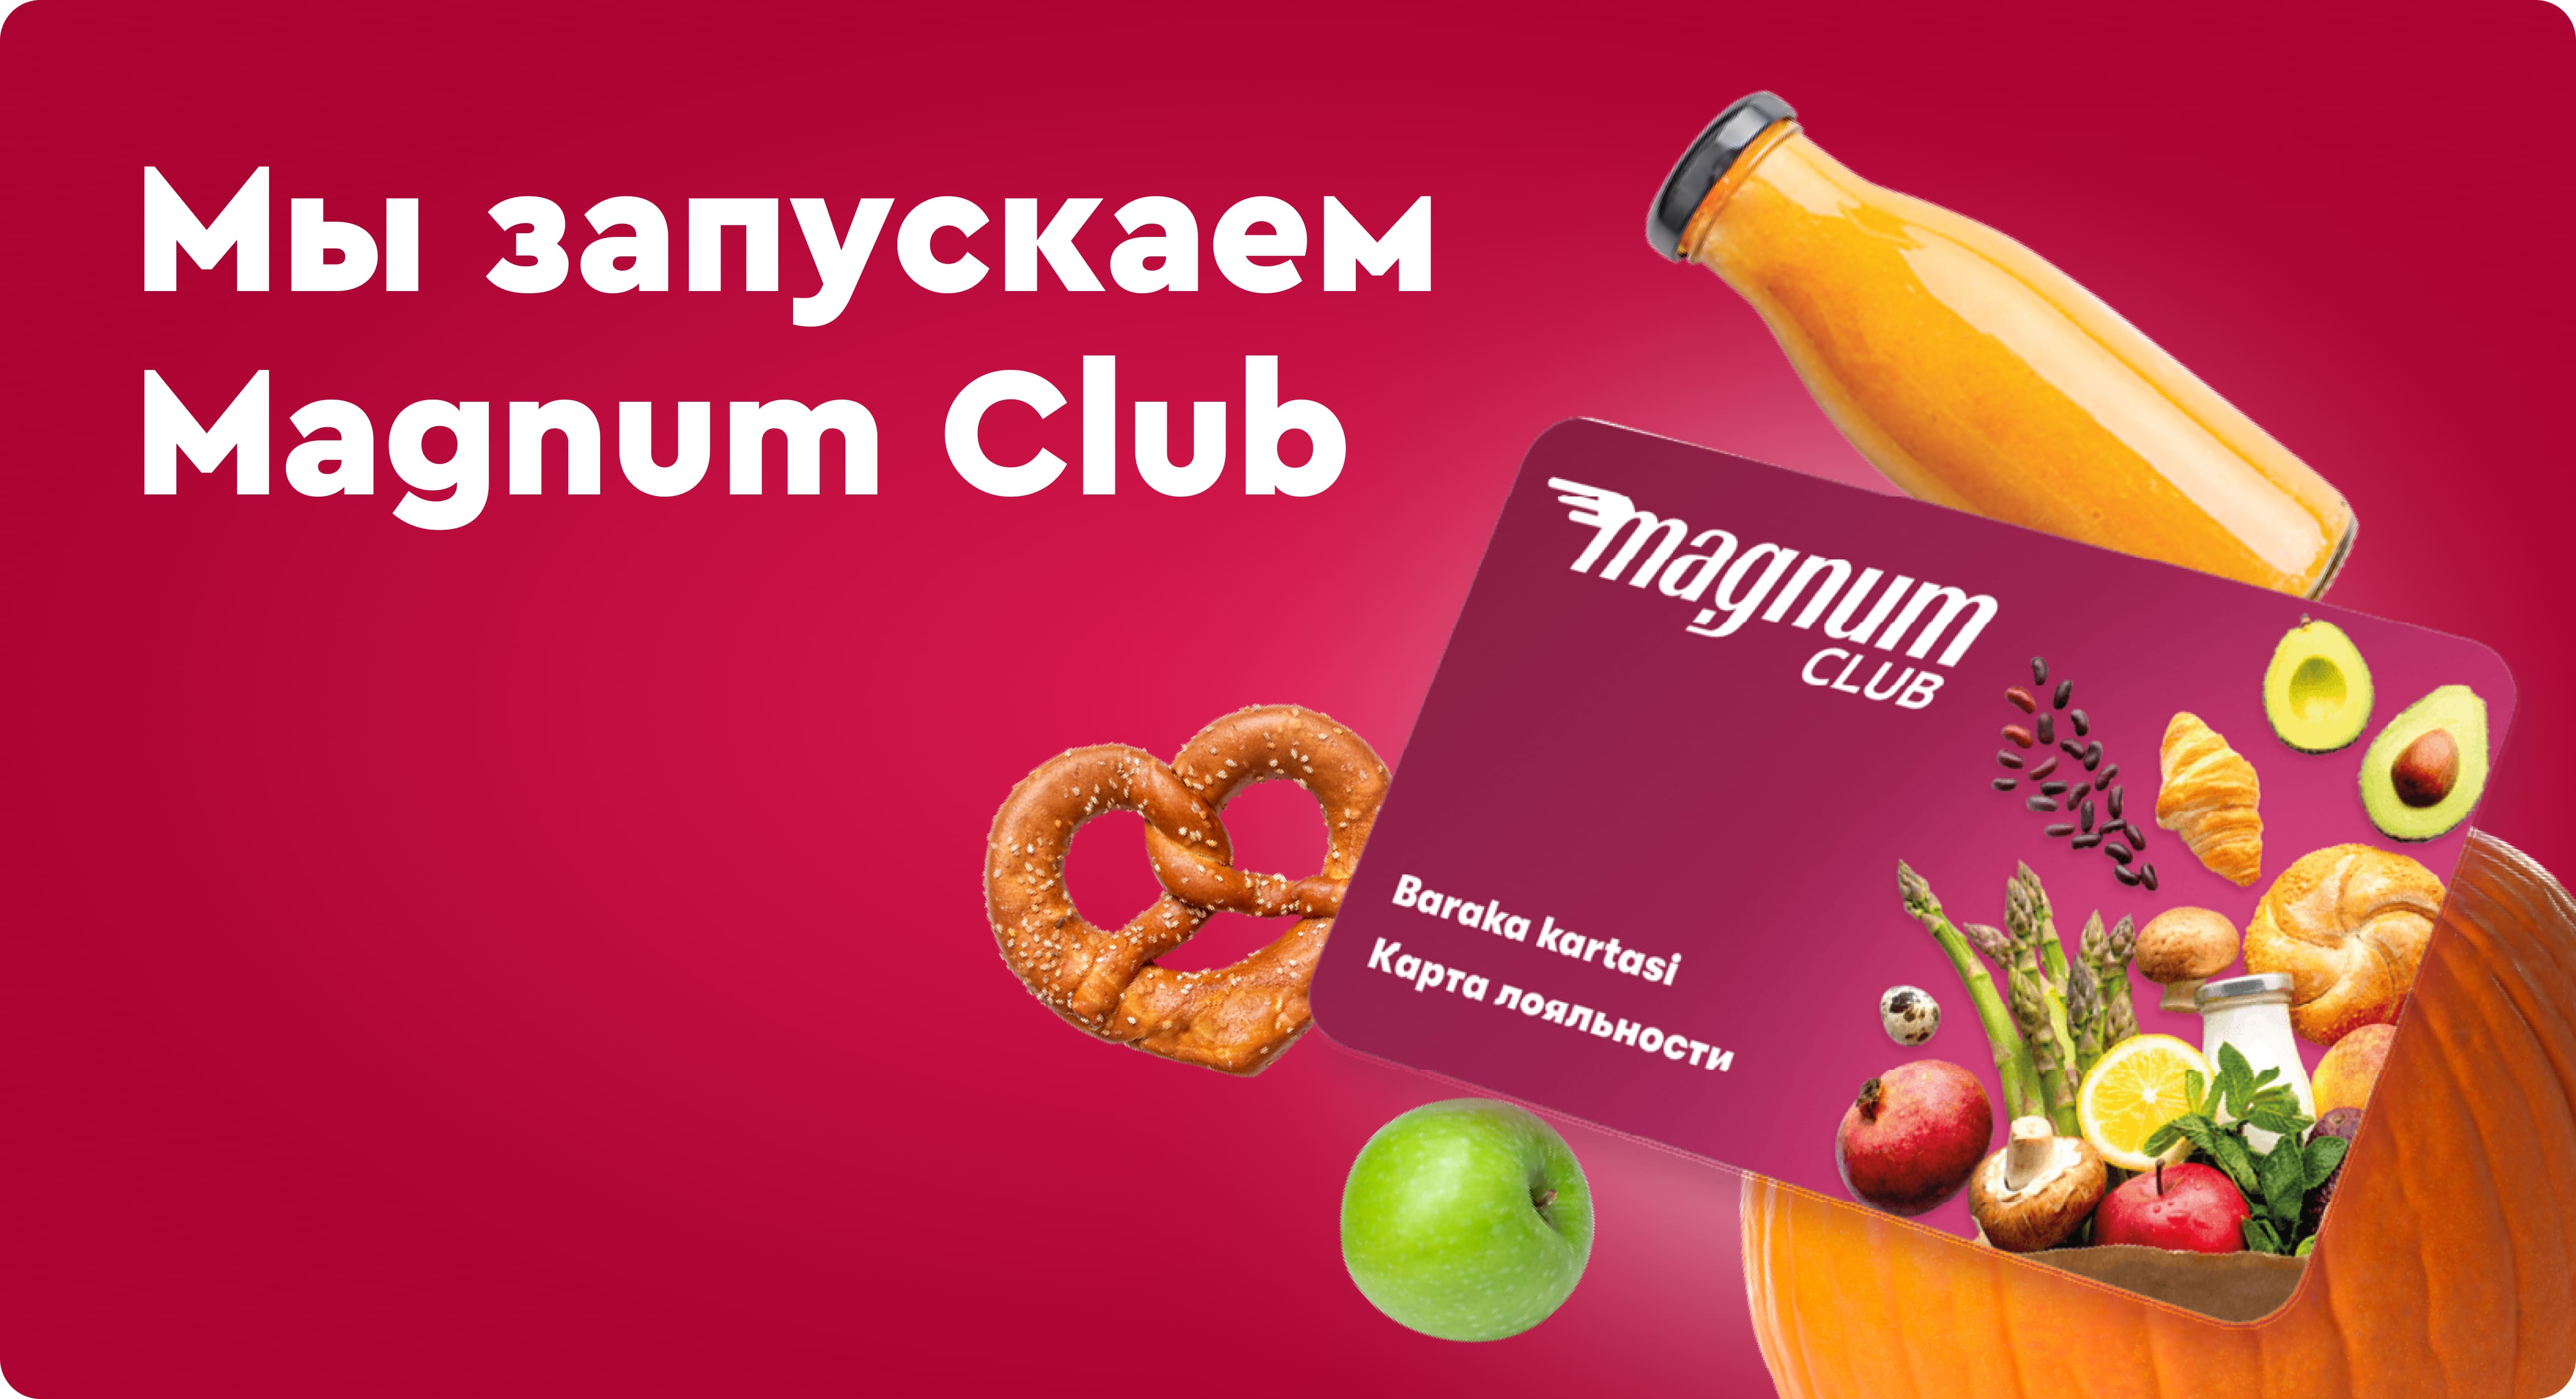 Мы запускаем
Magnum Club
magnum
CLUB
Baraka kartasi
Карта лояльности